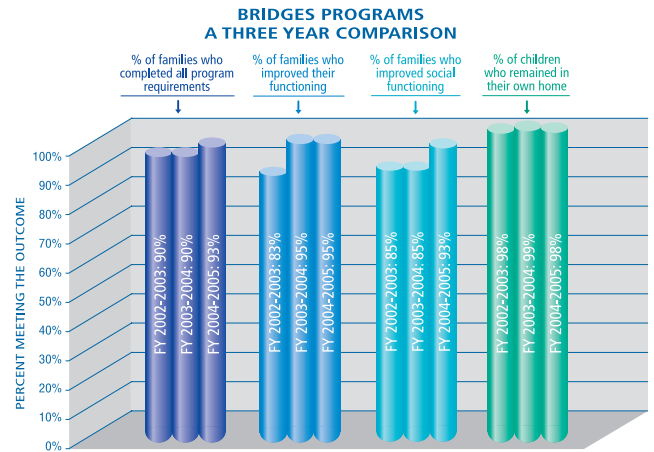 BRIDGES PROGRAMS
A THREE YEAR COMPARISON
% of families who
completed all program
requirements
% of families who
improved their
functioning
% of families who
improved social
functioning
% of children
who remained in
their own home
PERCENT MEETING THE OUTCOME
100%
90%
80%
70%
60%
50%
40%
30%
20%
10%
0%
FY 2002-2003: 90%
FY 2003-2004: 90%
FY 2004-2005: 93%
FY 2002-2003: 83%
FY 2003-2004: 95%
FY 2004-2005: 95%
FY 2002-2003: 85%
FY 2003-2004: 85%
FY 2004-2005: 93%
FY 2002-2003: 98%
FY 2003-2004: 99%
FY 2004-2005: 98%